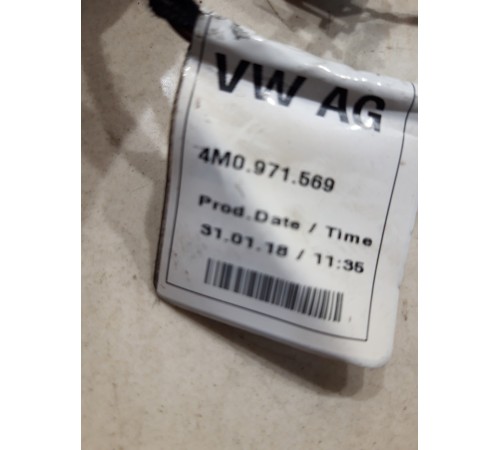 VW AG
4M0.971.569
Prod.Date / Time
31.01.18 / 11:35